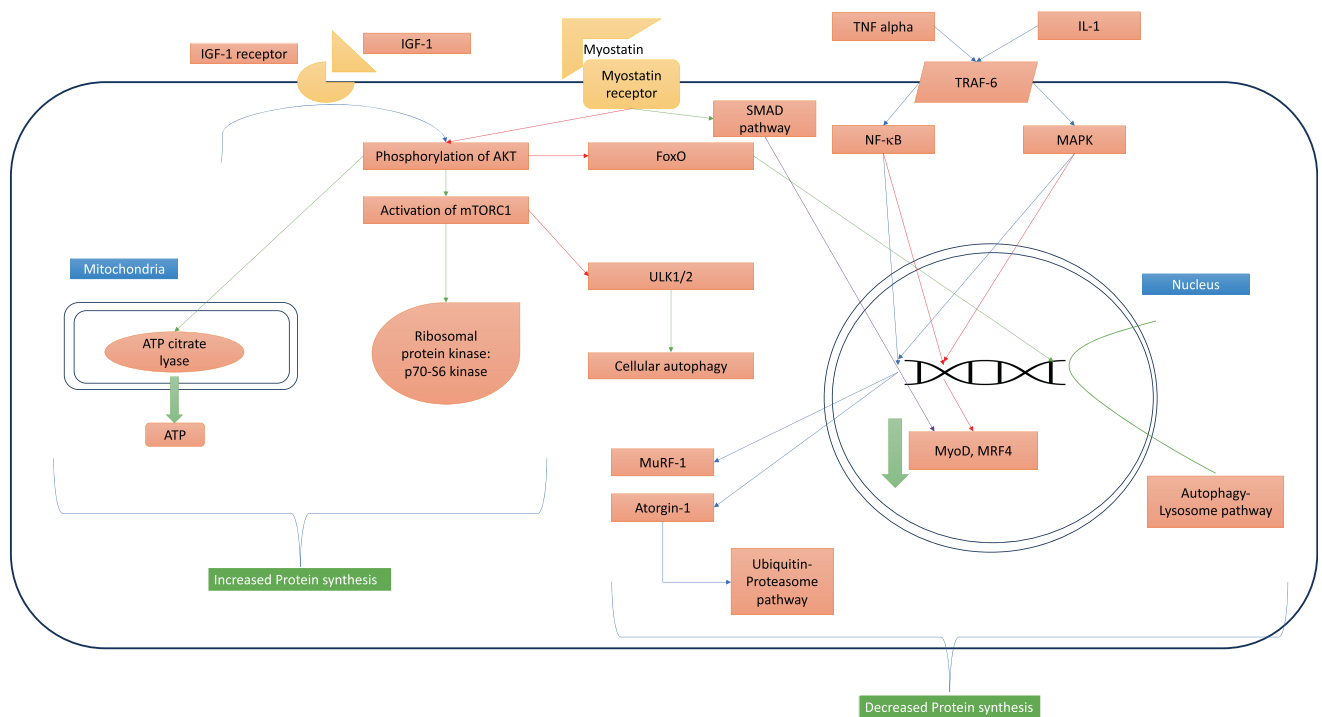 IGF-1 receptor
IGF-1
Myostatin
Myostatin
receptor
TNF alpha
IL-1
TRAF-6
SMAD
pathway
NF-κB
MAPK
Phosphorylation of AKT
FoxO
Activation of mTORC1
Mitochondria
ULK1/2
Nucleus
ATP citrate
lyase
Ribosomal
protein kinase:
p70-S6 kinase
Cellular autophagy
ATP
MyoD, MRF4
MuRF-1
Atorgin-1
Autophagy-
Lysosome pathway
Ubiquitin-
Proteasome
pathway
Increased Protein synthesis
Decreased Protein synthesis